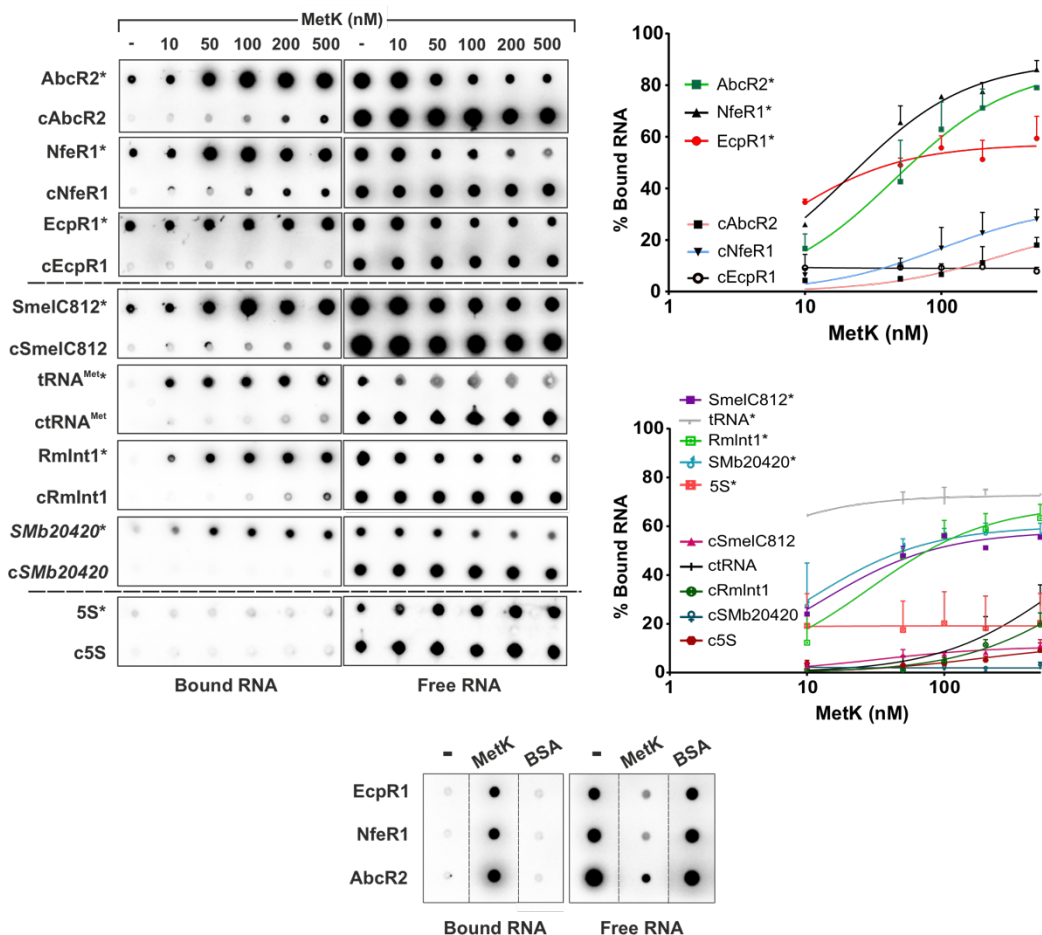 MetK (nM)
- 10 50 100 200 500 - 10 50 100 200 500
AbcR2*
cAbcR2
NfeR1*
cNfeR1
EcpR1*
cEcpR1
SmelC812*
cSmelC812
tRNAMet*
ctRNAMet
RmInt1*
cRmInt1
SMb20420*
cSMb20420
5S*
c5S
Bound RNA Free RNA
% Bound RNA
100
80
60
40
20
0
AbcR2*
NfeR1*
EcpR1*
cAbcR2
cNfeR1
cEcpR1
1 10 100
MetK (nM)
SmelC812*
tRNA*
RmInt1*
SMb20420*
5S*
cSmelC812
ctRNA
cRmInt1
cSMb20420
c5S
% Bound RNA
100
80
60
40
20
0
1 10 100
MetK (nM)
- MetK BSA - MetK BSA
EcpR1
NfeR1
AbcR2
Bound RNA Free RNA